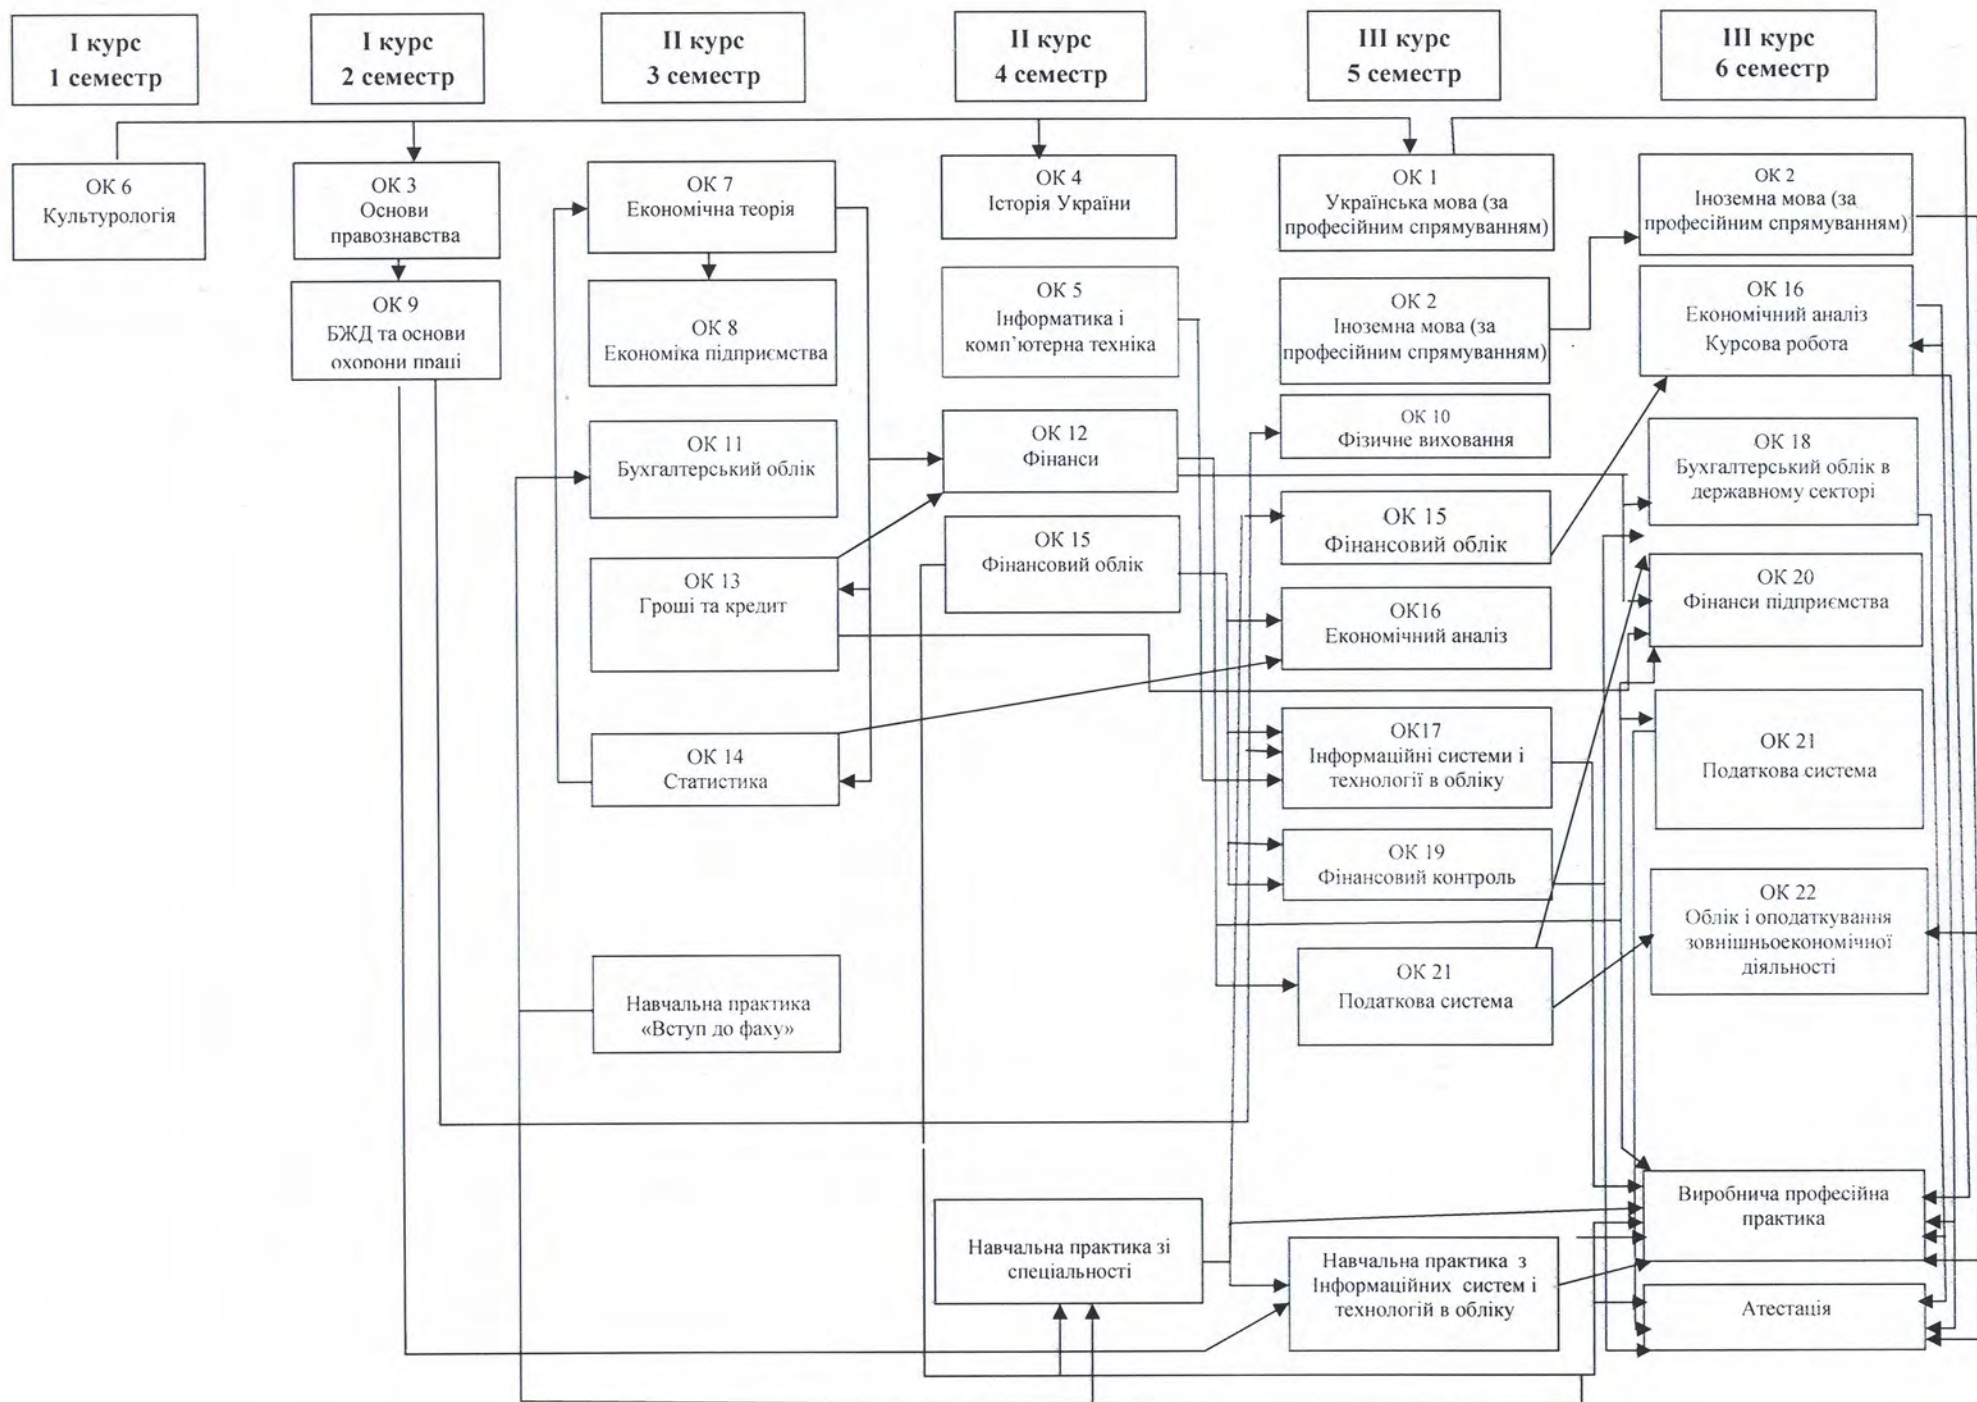 І курс
1 семестр
І курс
2 семестр
ІІ курс
3 семестр
ІІ курс
4 семестр
ІІІ курс
5 семестр
ІІІ курс
6 семестр
ОК 6
Культурологія
ОК 3
Основи
правознавства
ОК 9
БЖД та основи
охорони праці
ОК 7
Економічна теорія
ОК 8
Економіка підприємства
ОК 11
Бухгалтерський облік
ОК 13
Гроші та кредит
ОК 14
Статистика
Навчальна практика
«Вступ до фаху»
ОК 4
Історія України
ОК 5
Інформатика і
комп’ютерна техніка
ОК 12
Фінанси
ОК 15
Фінансовий облік
Навчальна практика зі
спеціальності
ОК 1
Українська мова (за
професійним спрямуванням)
ОК 2
Іноземна мова (за
професійним спрямуванням)
ОК 10
Фізичне виховання
ОК 15
Фінансовий облік
ОК16
Економічний аналіз
ОК17
Інформаційні системи і
технології в обліку
ОК 19
Фінансовий контроль
ОК 21
Податкова система
Навчальна практика з
Інформаційних систем і
технологій в обліку
ОК 2
Іноземна мова (за
професійним спрямуванням)
ОК 16
Економічний аналіз
Курсова робота
ОК 18
Бухгалтерський облік в
державному секторі
ОК 20
Фінанси підприємства
ОК 21
Податкова система
ОК 22
Облік і оподаткування
зовнішньоекономічної
діяльності
Виробнича професійна
практика
Атестація